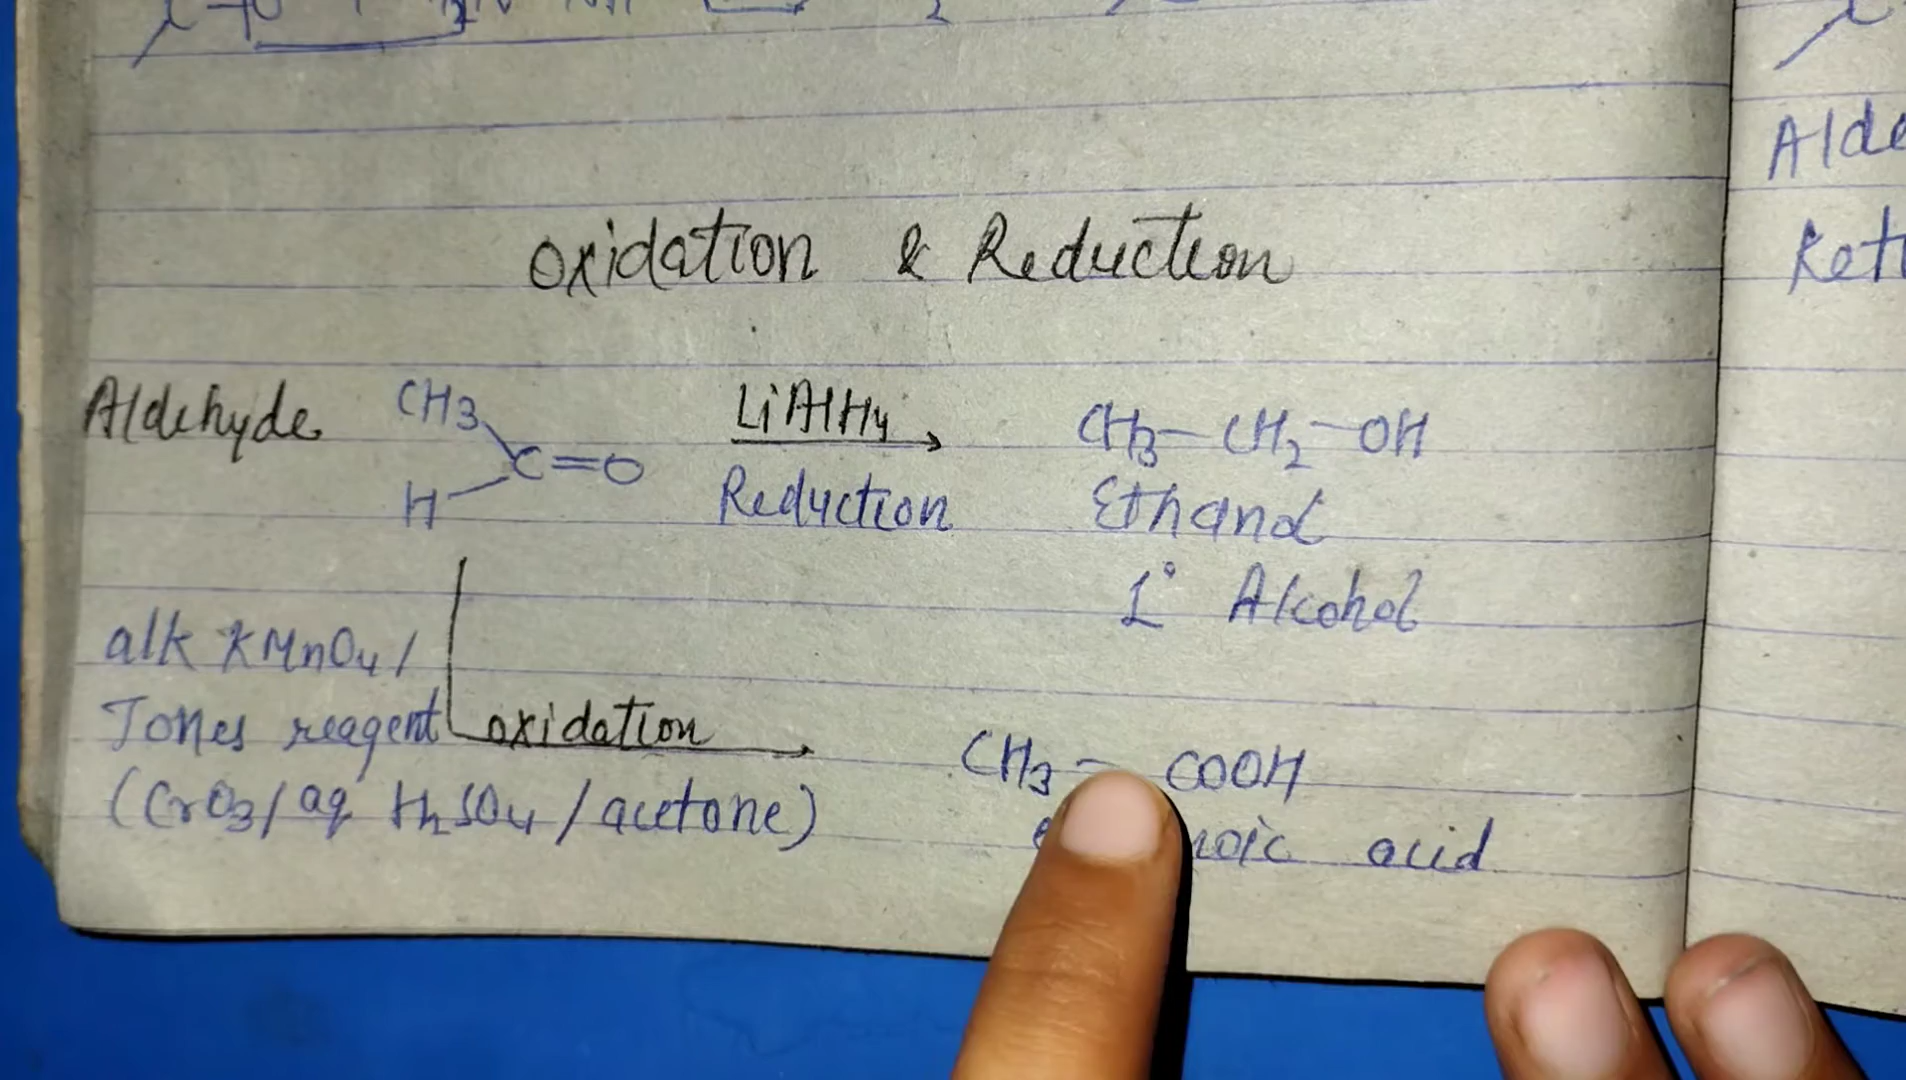 Oxidation & Reduction
Alde
Ket
Aldehyde CH3 LiAlH4 CH3-CH2-OH
C=O
H Reduction Ethanol
1° Alcohol
alk KMnO4/
Jones reagent oxidation CH3- COOH
(CrO3/aq H2SO4/acetone)
noic acid